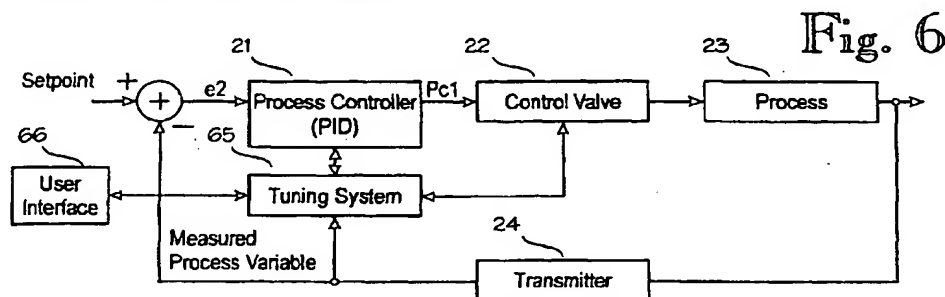 Fig. 6
21
22
23
Setpoint
+
+
e2
Process Controller
(PID)
Pc1
Control Valve
Process
−
66
65
User
Interface
Tuning System
Measured
Process Variable
24
Transmitter